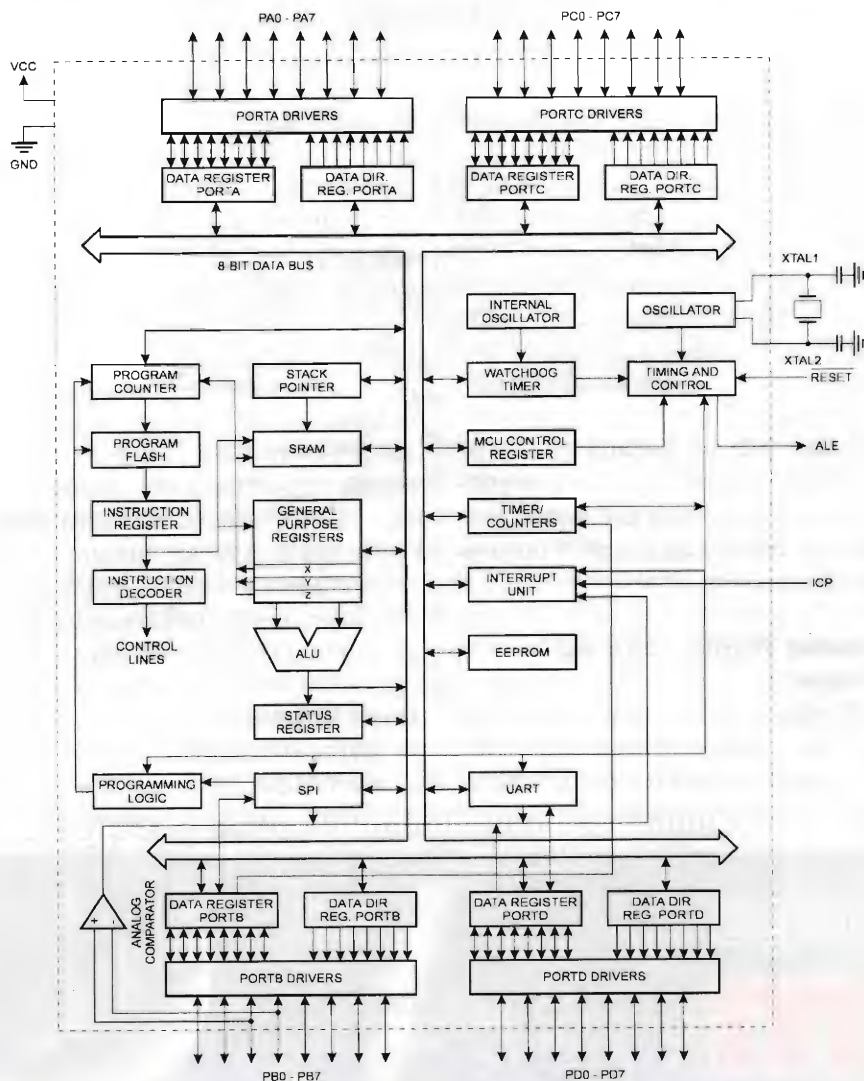 PA0 - PA7
PC0 - PC7
VCC
GND
PORTA DRIVERS
PORTC DRIVERS
DATA REGISTER
PORTA
DATA DIR.
REG. PORTA
DATA REGISTER
PORTC
DATA DIR.
REG. PORTC
8 BIT DATA BUS
XTAL1
INTERNAL
OSCILLATOR
OSCILLATOR
XTAL2
PROGRAM
COUNTER
STACK
POINTER
WATCHDOG
TIMER
TIMING AND
CONTROL
RESET
PROGRAM
FLASH
SRAM
MCU CONTROL
REGISTER
ALE
INSTRUCTION
REGISTER
GENERAL
PURPOSE
REGISTERS
X
Y
Z
TIMER/
COUNTERS
INSTRUCTION
DECODER
INTERRUPT
UNIT
ICP
CONTROL
LINES
ALU
EEPROM
STATUS
REGISTER
PROGRAMMING
LOGIC
SPI
UART
+
-
ANALOG
COMPARATOR
DATA REGISTER
PORTB
DATA DIR
REG. PORTB
DATA REGISTER
PORTD
DATA DIR
REG. PORTD
PORTB DRIVERS
PORTD DRIVERS
PB0 - PB7
PD0 - PD7